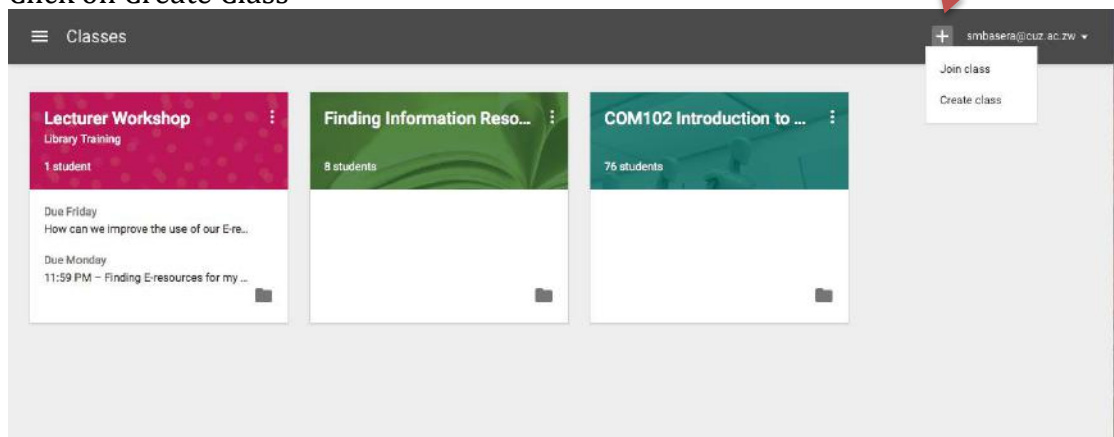 Click on Create Class
Classes
smbasera@cuz.ac.zw
Join class
Create class
Lecturer Workshop
Library Training
1 student
Due Friday
How can we improve the use of our E-re...
Due Monday
11:59 PM – Finding E-resources for my ...
Finding Information Reso...
8 students
COM102 Introduction to ...
76 students